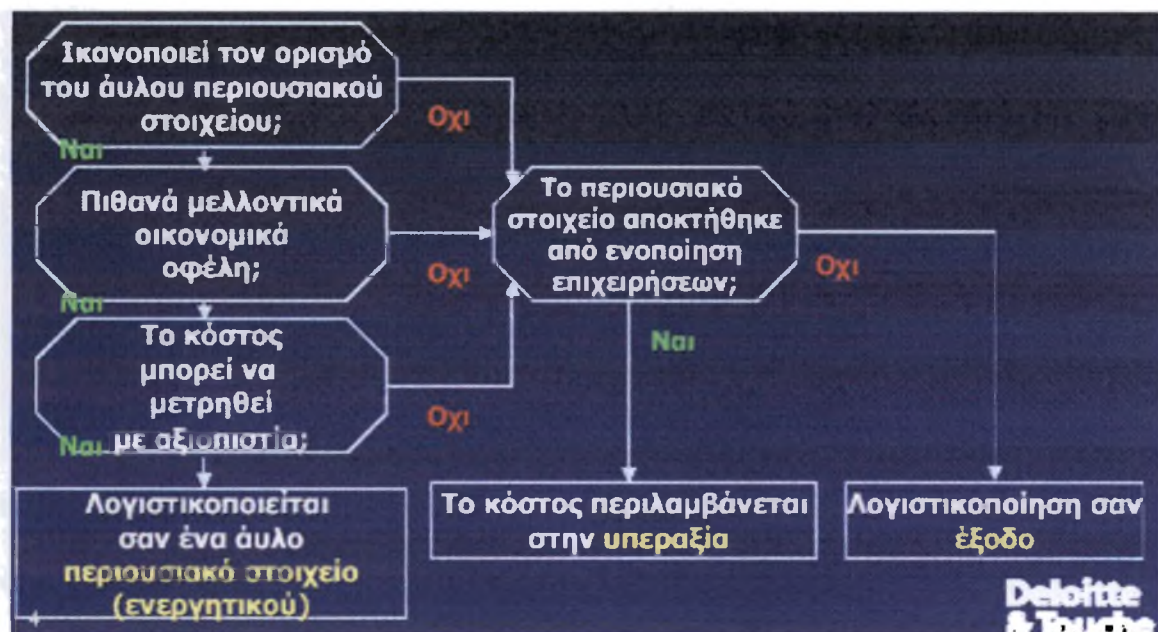 Ικανοποιεί τον ορισμό
του άυλου περιουσιακού
στοιχείου;
Οχι
Ναι
Πιθανά μελλοντικά
οικονομικά
οφέλη;
Οχι
Ναι
Το κόστος
μπορεί να
μετρηθεί
με αξιοπιστία;
Οχι
Ναι
Το περιουσιακό
στοιχείο αποκτήθηκε
από ενοποίηση
επιχειρήσεων;
Οχι
Ναι
Λογιστικοποιείται
σαν ένα άυλο
περιουσιακό στοιχείο
(ενεργητικού)
Το κόστος περιλαμβάνεται
στην υπεραξία
Λογιστικοποίηση σαν
έξοδο
4
Deloitte
& Touche